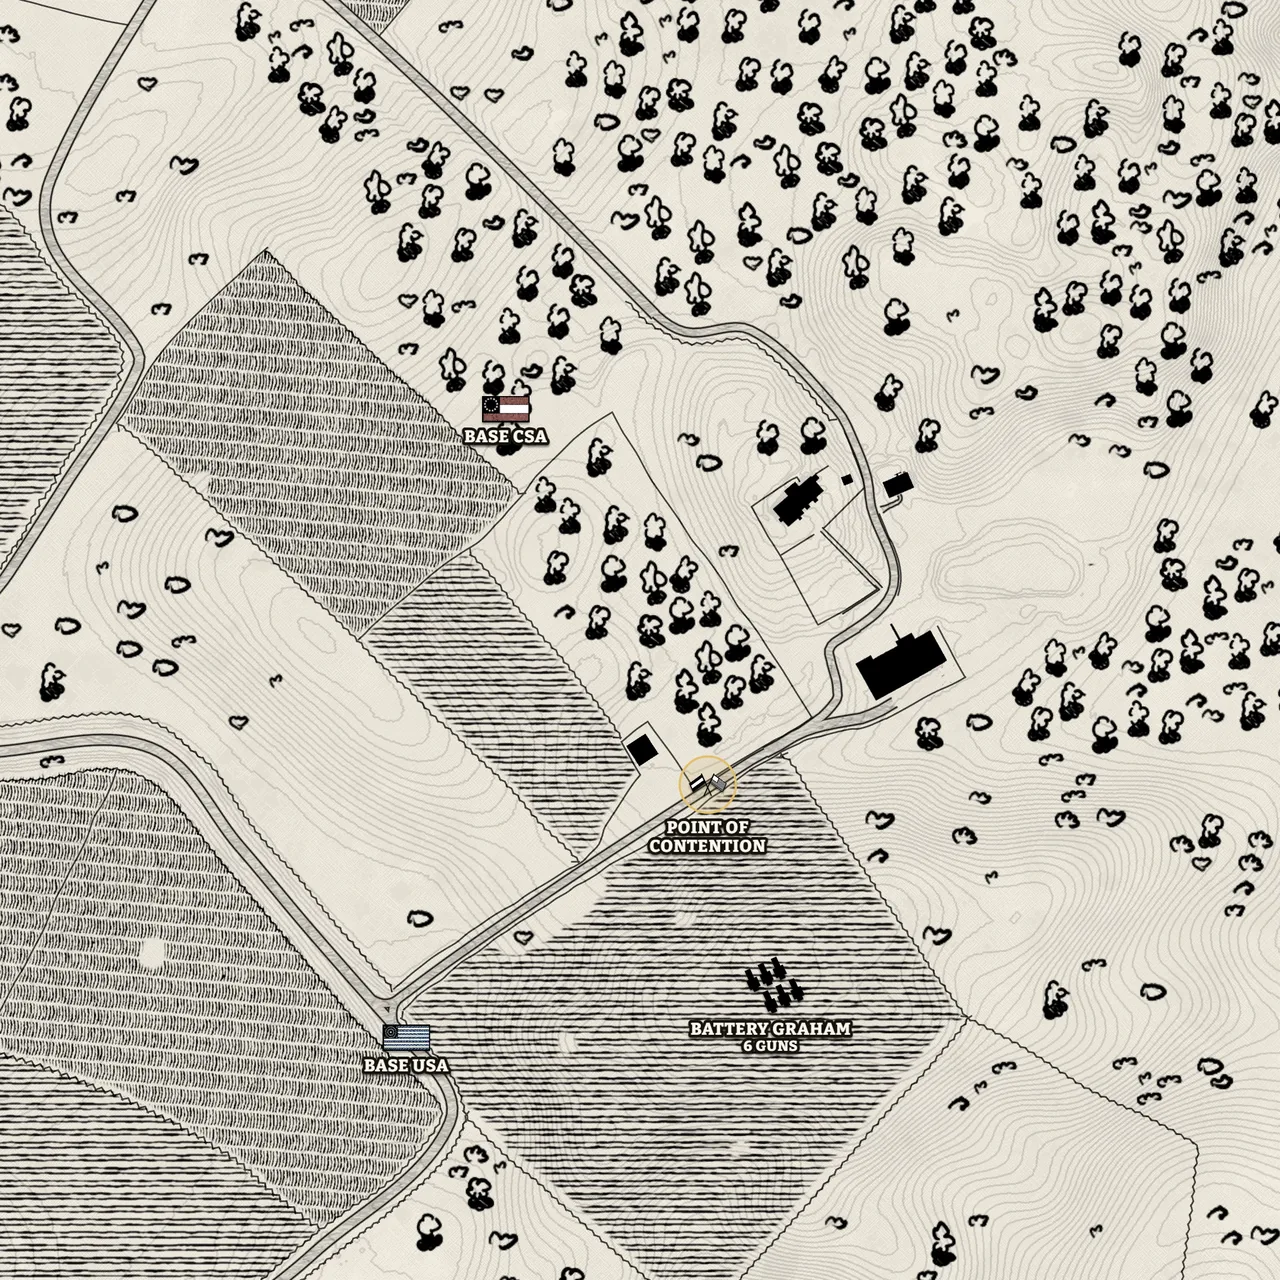 BASE CSA
POINT OF
CONTENTION
BATTERY GRAHAM
6 GUNS
BASE USA